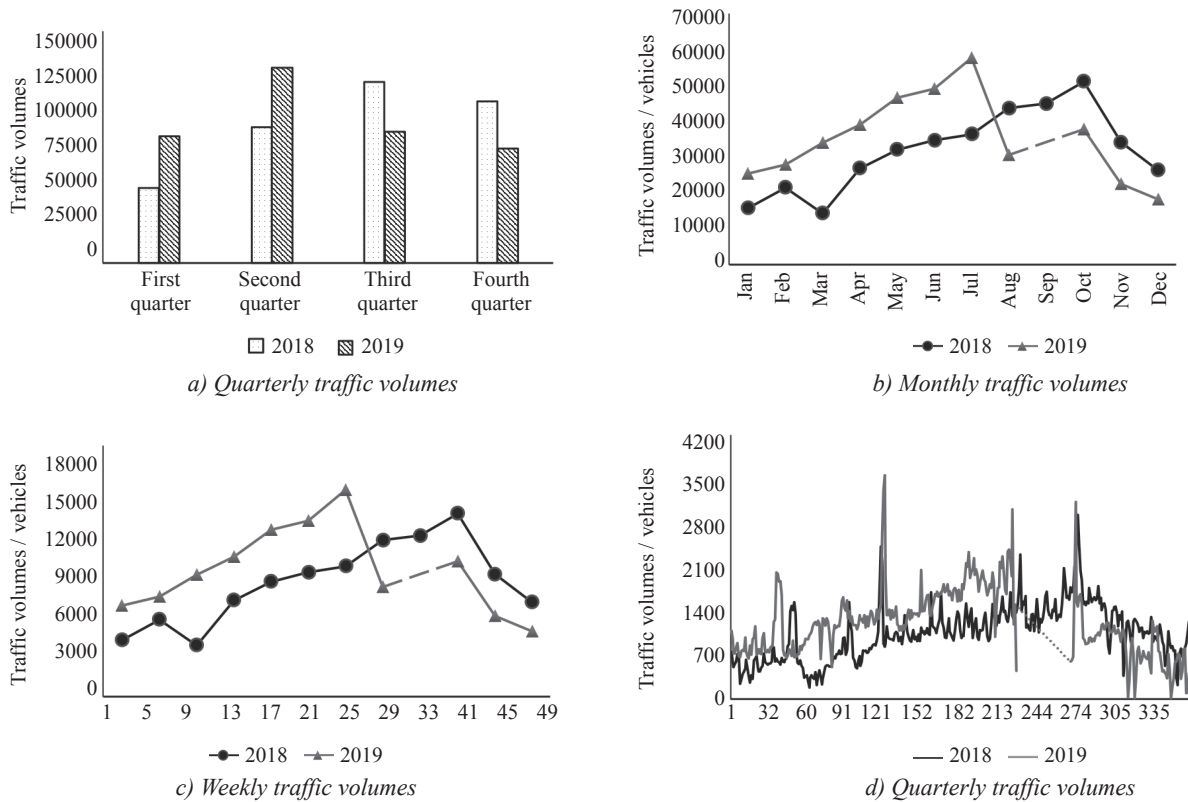 150000
125000
100000
75000
50000
25000
0
Traffic volumes
First quarter
Second quarter
Third quarter
Fourth quarter
2018 2019
a) Quarterly traffic volumes
70000
60000
50000
40000
30000
20000
10000
0
Traffic volumes / vehicles
Jan Feb Mar Apr May Jun Jul Aug Sep Oct Nov Dec
2018 2019
b) Monthly traffic volumes
18000
15000
12000
9000
6000
3000
0
Traffic volumes / vehicles
1 5 9 13 17 21 25 29 33 41 45 49
2018 2019
c) Weekly traffic volumes
4200
3500
2800
2100
1400
700
0
Traffic volumes / vehicles
1 32 60 91 121 152 182 213 244 274 305 335
2018 2019
d) Quarterly traffic volumes